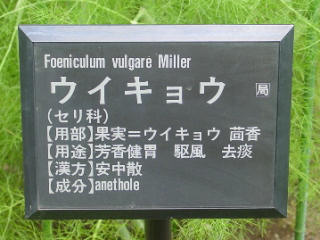 Foeniculum vulgare Miller
ウイキョウ 局
(セリ科)
【用部】果実=ウイキョウ 茴香
【用途】芳香健胃 駆風 去痰
【漢方】安中散
【成分】anethole